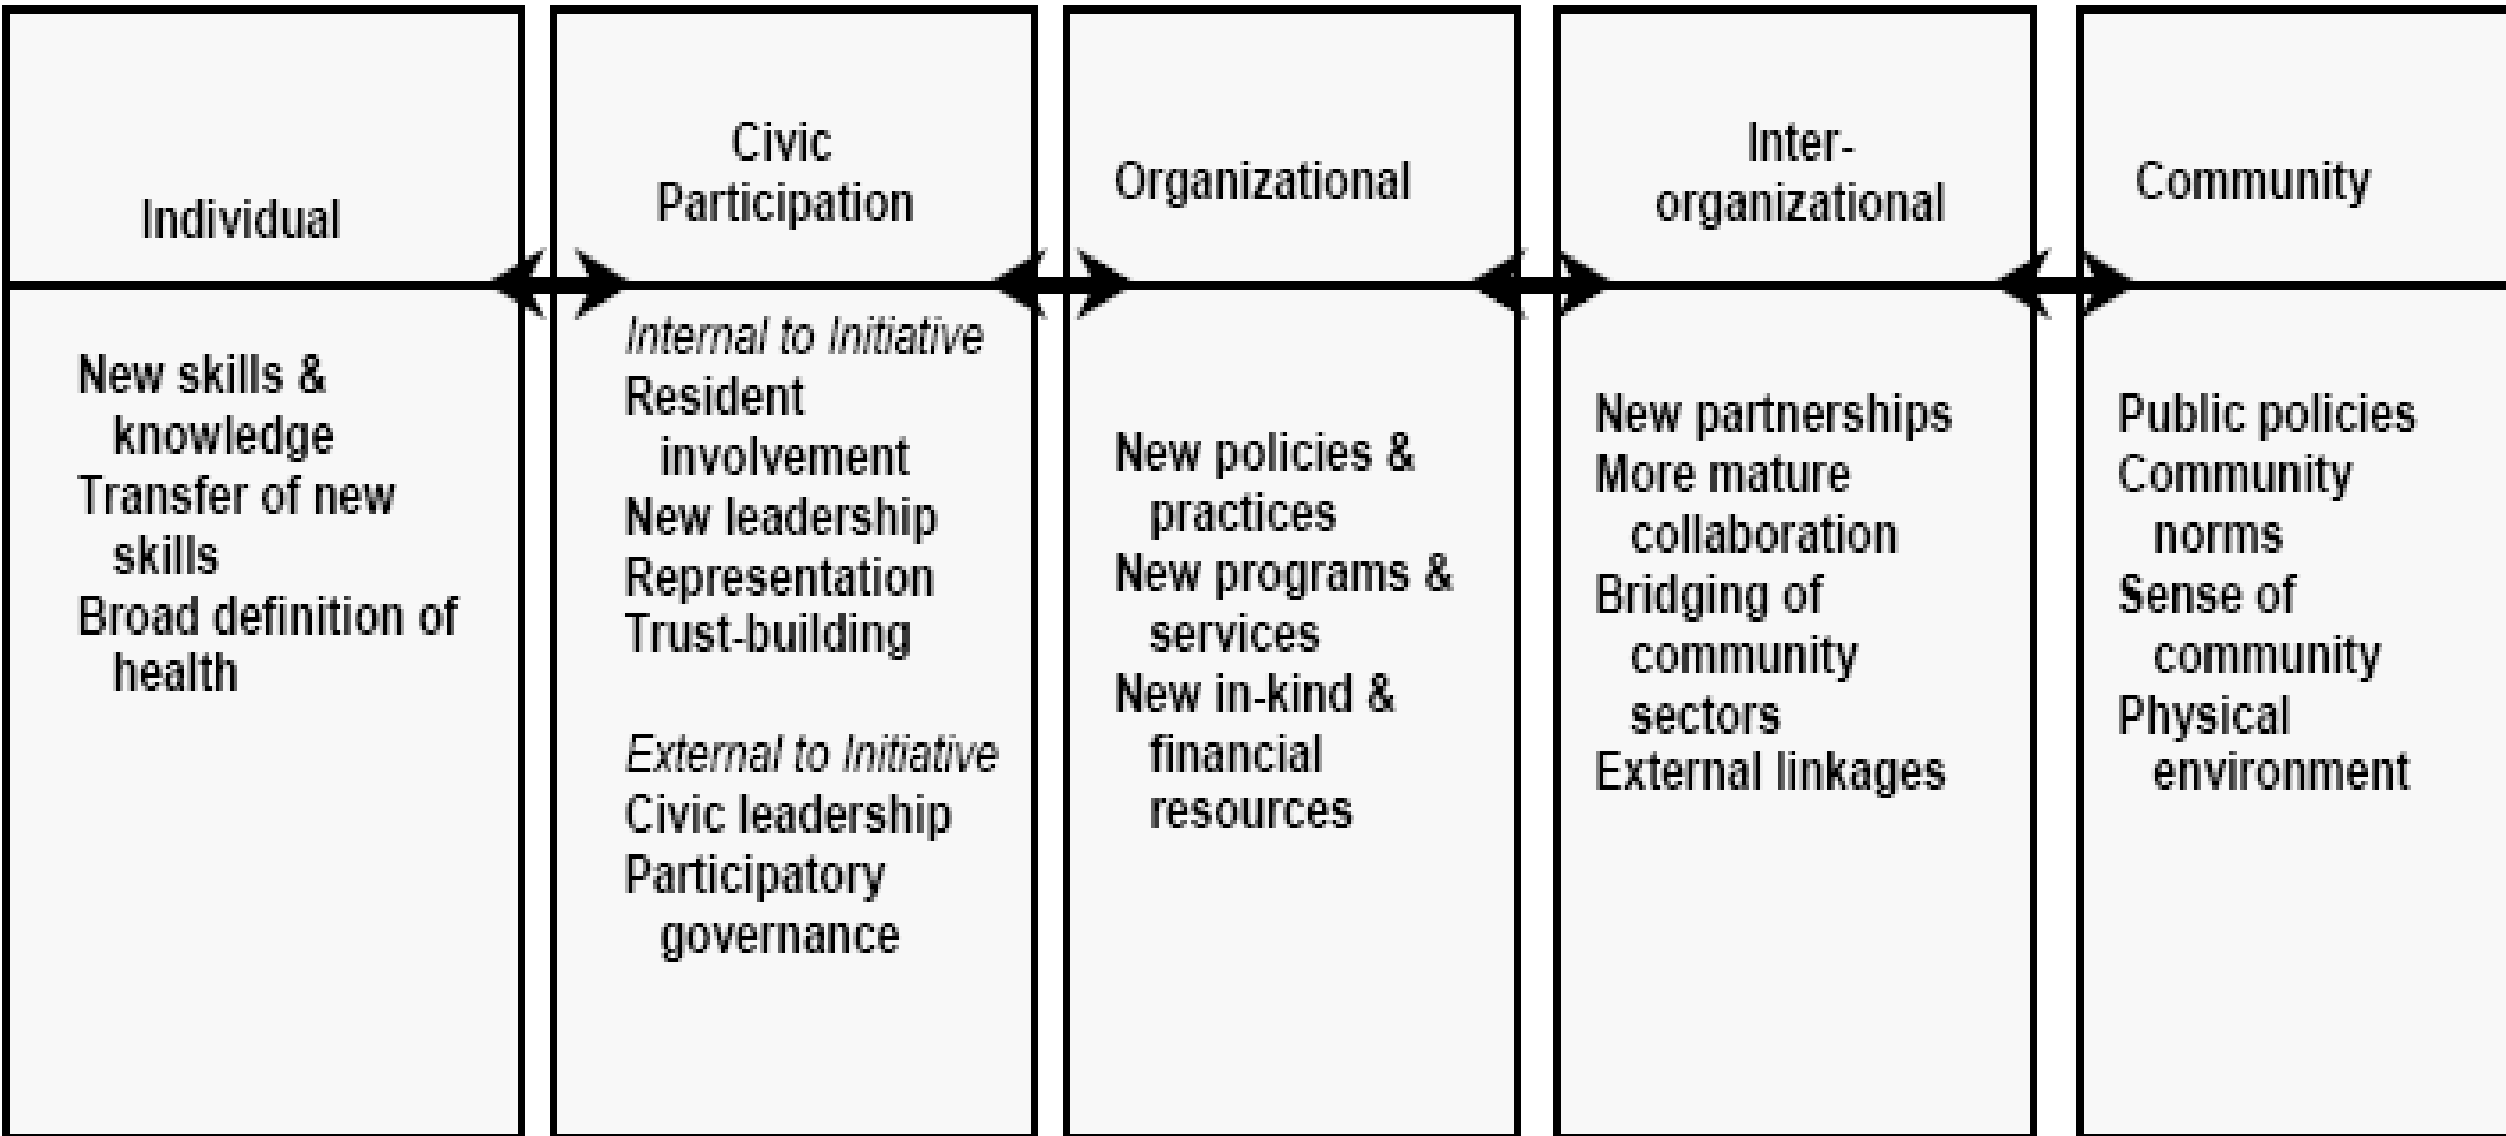 Individual
New skills &
knowledge
Transfer of new
skills
Broad definition of
health
Civic
Participation
Internal to Initiative
Resident
involvement
New leadership
Representation
Trust-building
External to Initiative
Civic leadership
Participatory
governance
Organizational
New policies &
practices
New programs &
services
New in-kind &
financial
resources
Inter-
organizational
New partnerships
More mature
collaboration
Bridging of
community
sectors
External linkages
Community
Public policies
Community
norms
Sense of
community
Physical
environment